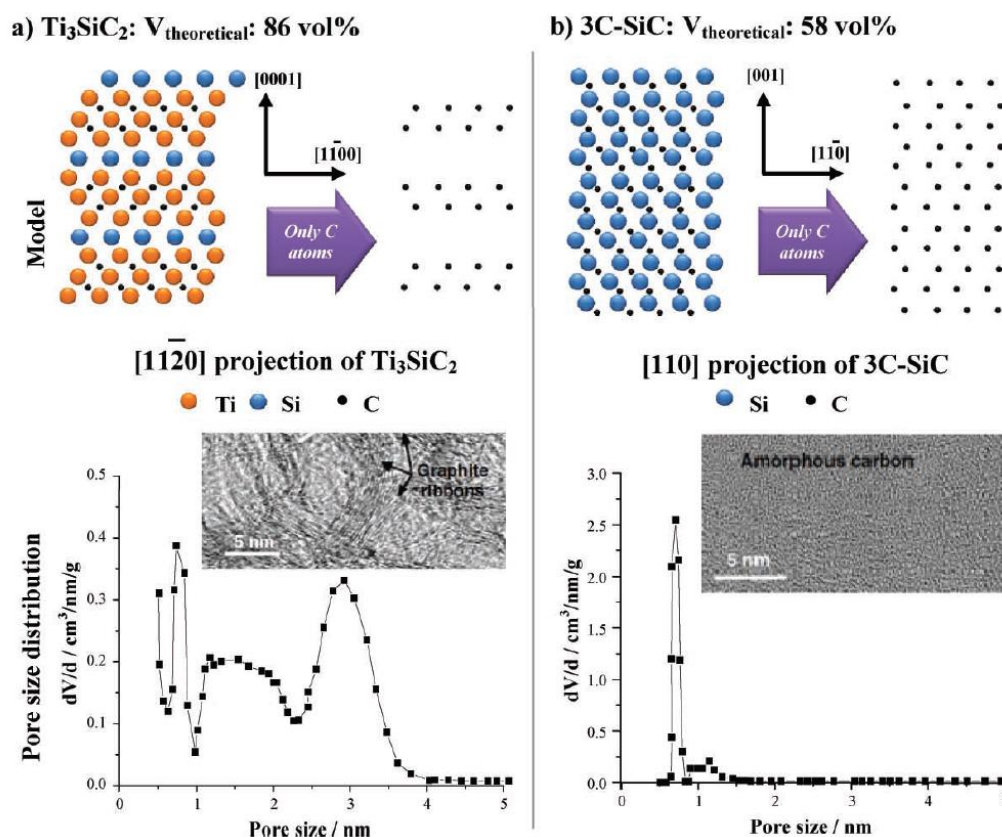 a) Ti₃SiC₂: V_theoretical: 86 vol%
[0001]
[11̅00]
Only C
atoms
Model
[112̅0] projection of Ti₃SiC₂
Ti Si C
0.5
0.4
0.3
0.2
0.1
0.0
Pore size distribution
dV/d / cm³/nm/g
Graphite
ribbons
5 nm
0 1 2 3 4 5
Pore size / nm
b) 3C-SiC: V_theoretical: 58 vol%
[001]
[11̅0]
Only C
atoms
[110] projection of 3C-SiC
Si C
3.0
2.5
2.0
1.5
1.0
0.5
0.0
dV/d / cm³/nm/g
Amorphous carbon
5 nm
0 1 2 3 4
Pore size / nm